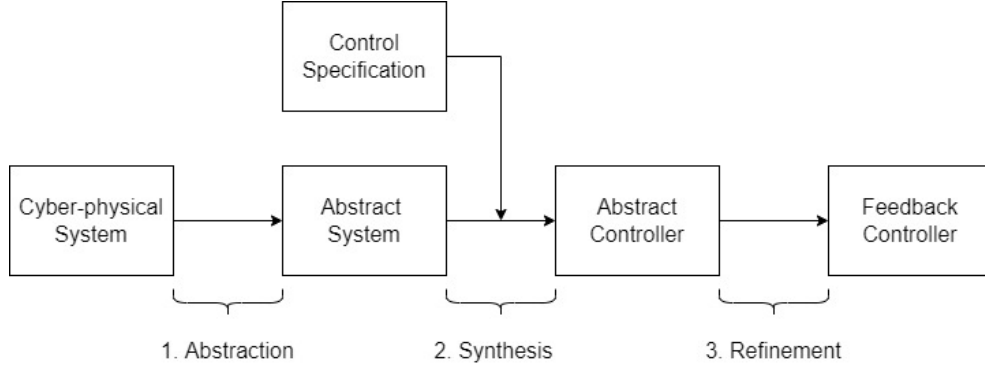 Control
Specification
Cyber-physical
System
Abstract
System
Abstract
Controller
Feedback
Controller
1. Abstraction
2. Synthesis
3. Refinement